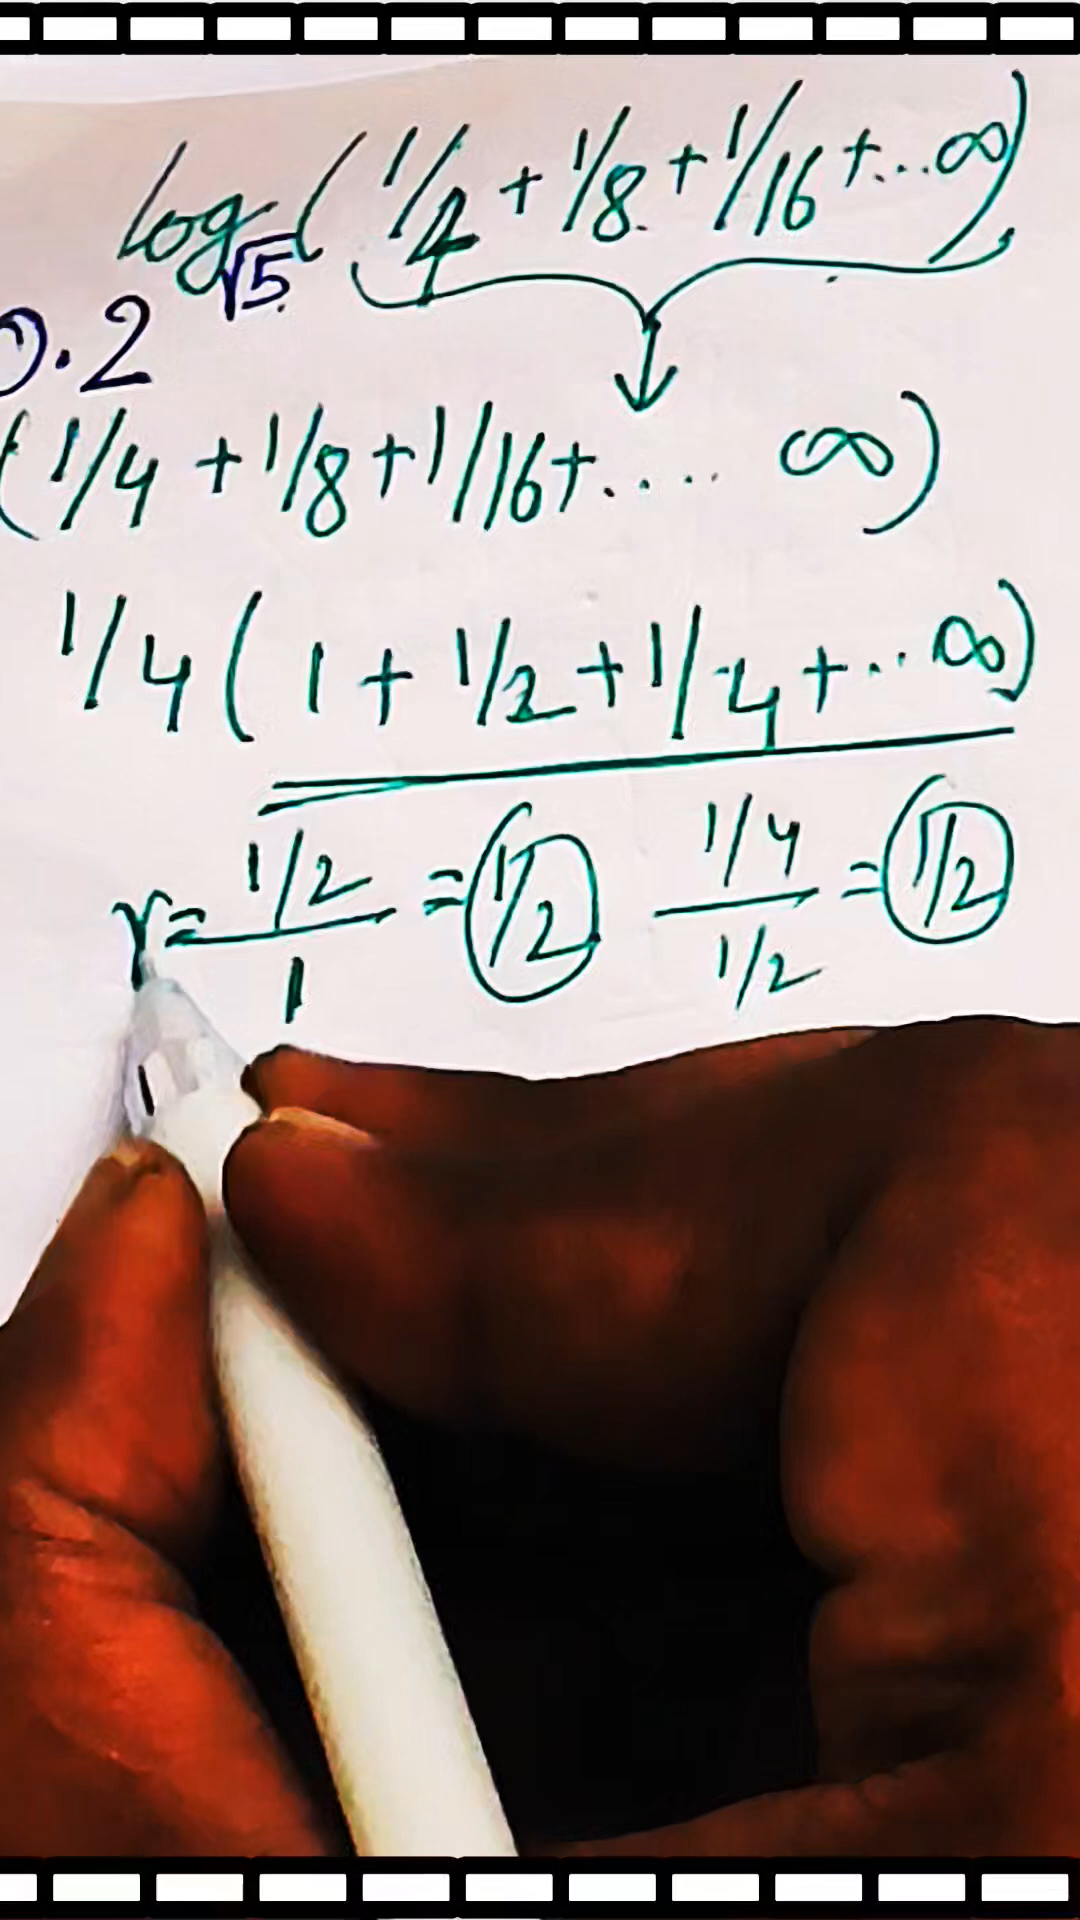 log√5 (1/4 + 1/8 + 1/16 + ... ∞)
0.2
(1/4 + 1/8 + 1/16 + .... ∞)
1/4 ( 1 + 1/2 + 1/4 + ... ∞)
r = 1/2 / 1 = 1/2   1/4 / 1/2 = 1/2